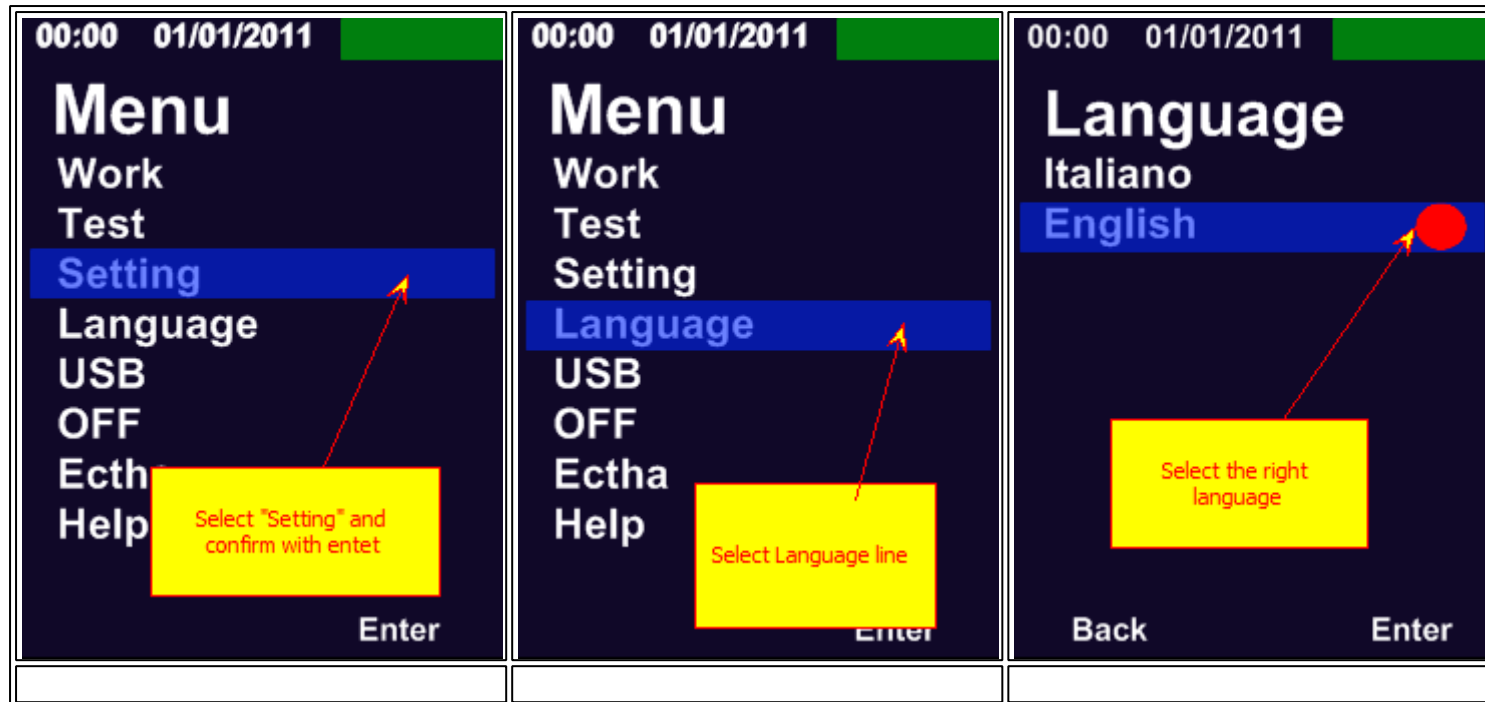 00:00 01/01/2011
Menu
Work
Test
Setting
Language
USB
OFF
Ecth
Help
Select "Setting" and
confirm with entet
Enter
00:00 01/01/2011
Menu
Work
Test
Setting
Language
USB
OFF
Ectha
Help
Select Language line
Enter
00:00 01/01/2011
Language
Italiano
English
Select the right
language
Back Enter